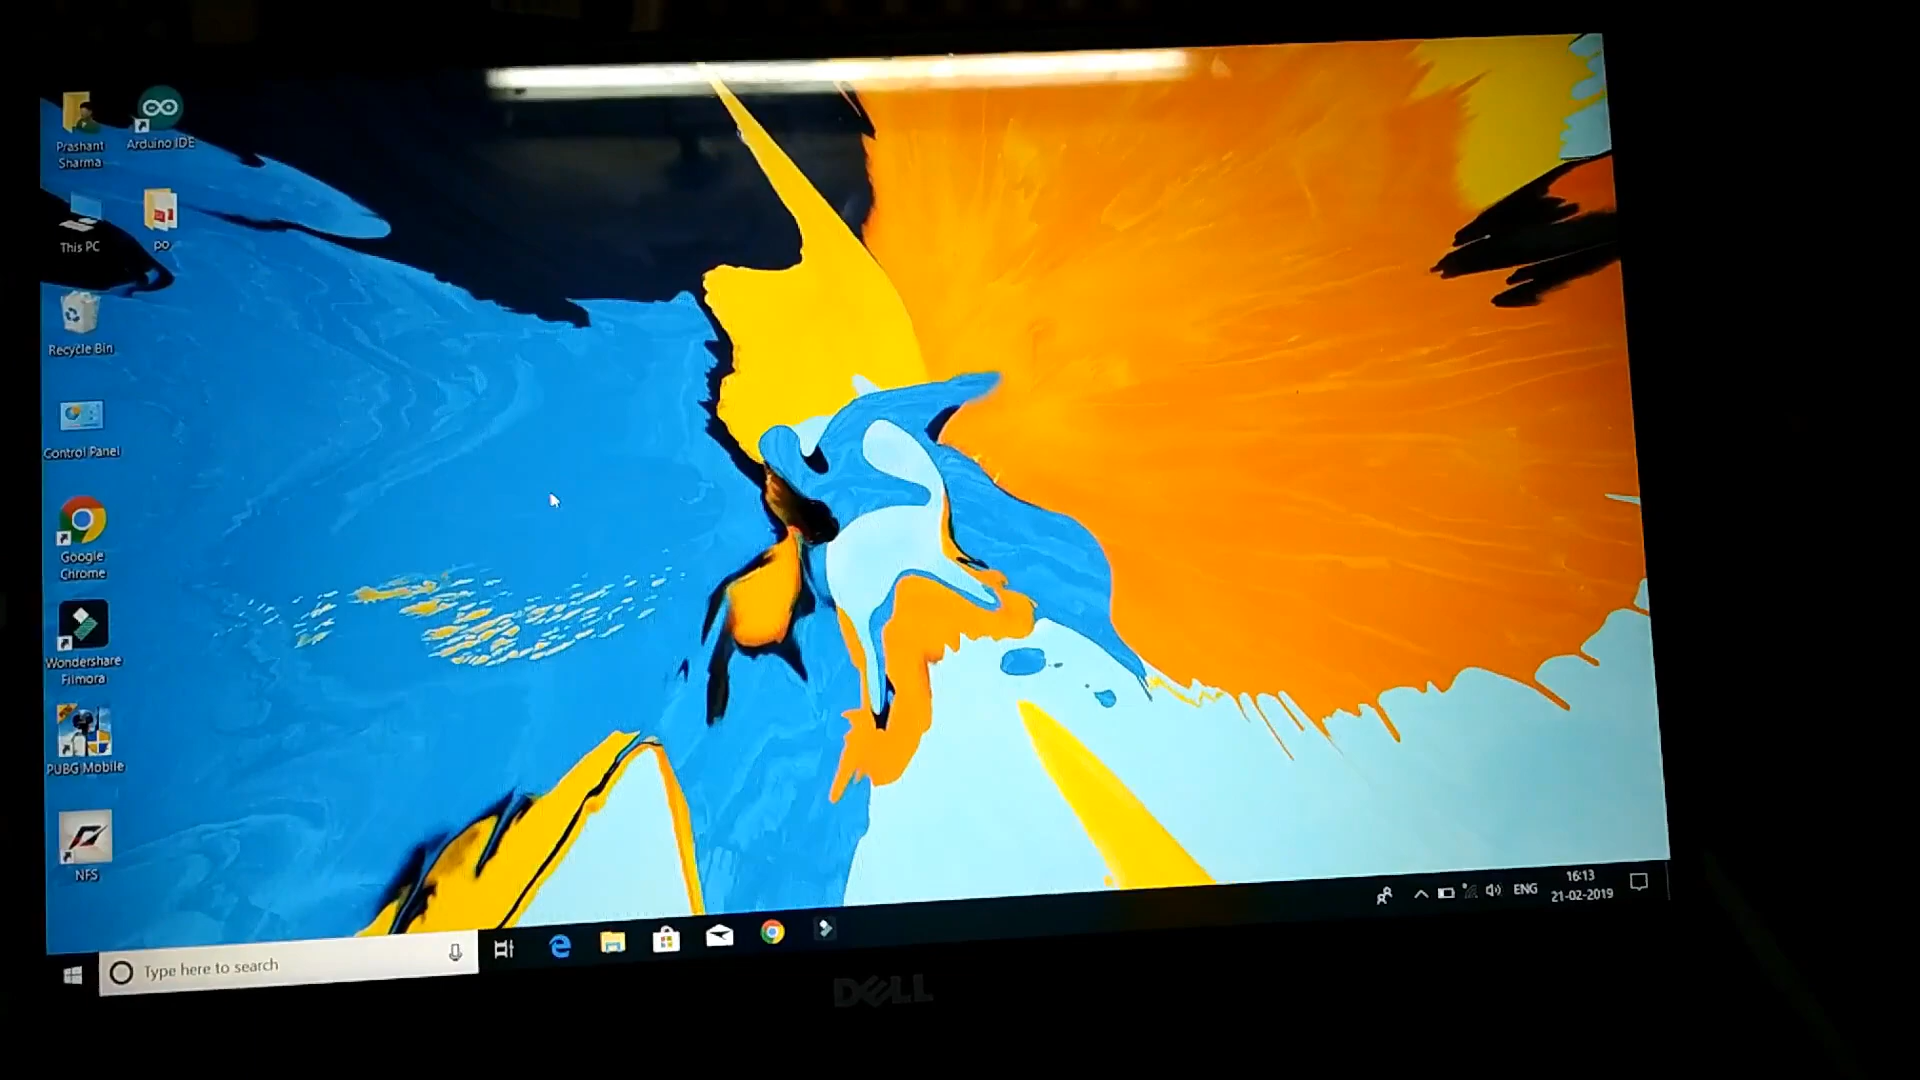 Prashant
Sharma
Arduino IDE
This PC
po
Recycle Bin
Control Panel
Google
Chrome
Wondershare
Filmora
PUBG Mobile
NFS
Type here to search
ENG
16:13
21-02-2019
DELL